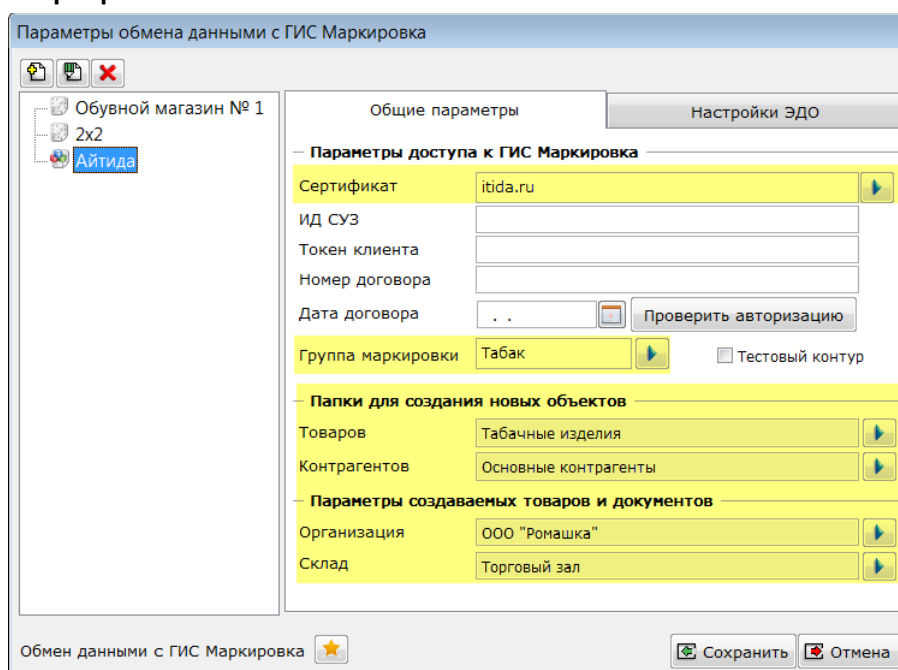 Параметры обмена данными с ГИС Маркировка
Обувной магазин № 1
2х2
Айтида
Общие параметры
Настройки ЭДО
Параметры доступа к ГИС Маркировка
Сертификат
itida.ru
ИД СУЗ
Токен клиента
Номер договора
Дата договора
. .
Проверить авторизацию
Группа маркировки
Табак
Тестовый контур
Папки для создания новых объектов
Товаров
Табачные изделия
Контрагентов
Основные контрагенты
Параметры создаваемых товаров и документов
Организация
ООО "Ромашка"
Склад
Торговый зал
Обмен данными с ГИС Маркировка
Сохранить
Отмена